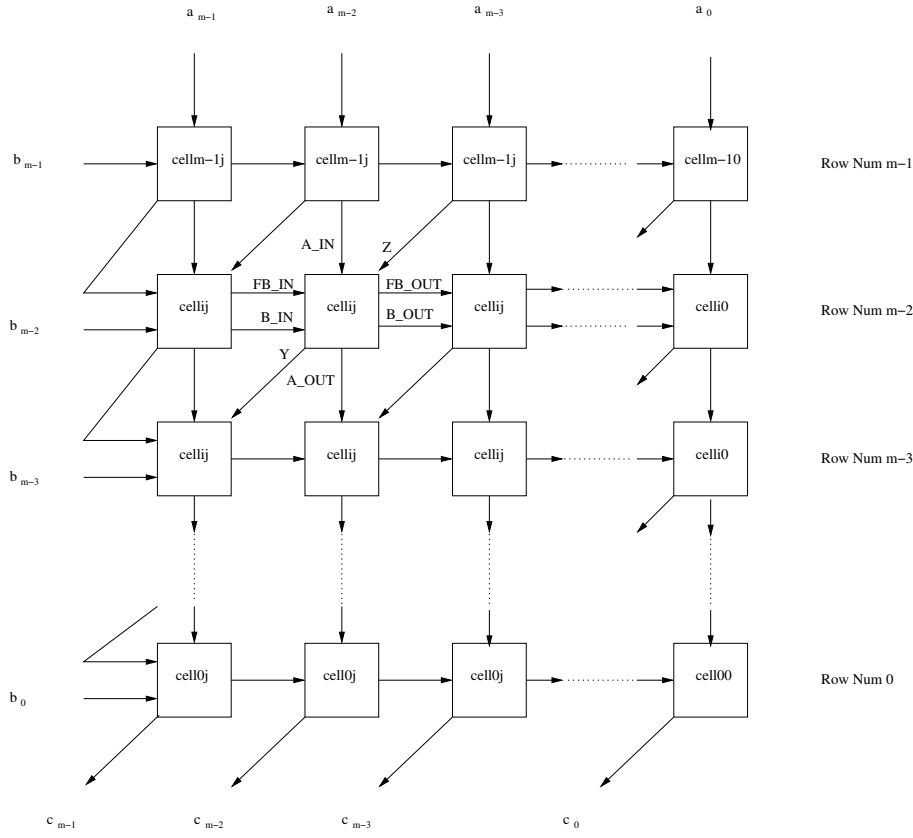 a m−1 a m−2 a m−3 a 0
b m−1 cellm−1j cellm−1j cellm−1j cellm−10 Row Num m−1
A_IN Z
FB_IN FB_OUT
b m−2 cellij cellij cellij celli0 Row Num m−2
B_IN B_OUT
Y
A_OUT
b m−3 cellij cellij cellij celli0 Row Num m−3
b 0 cell0j cell0j cell0j cell00 Row Num 0
c m−1 c m−2 c m−3 c 0